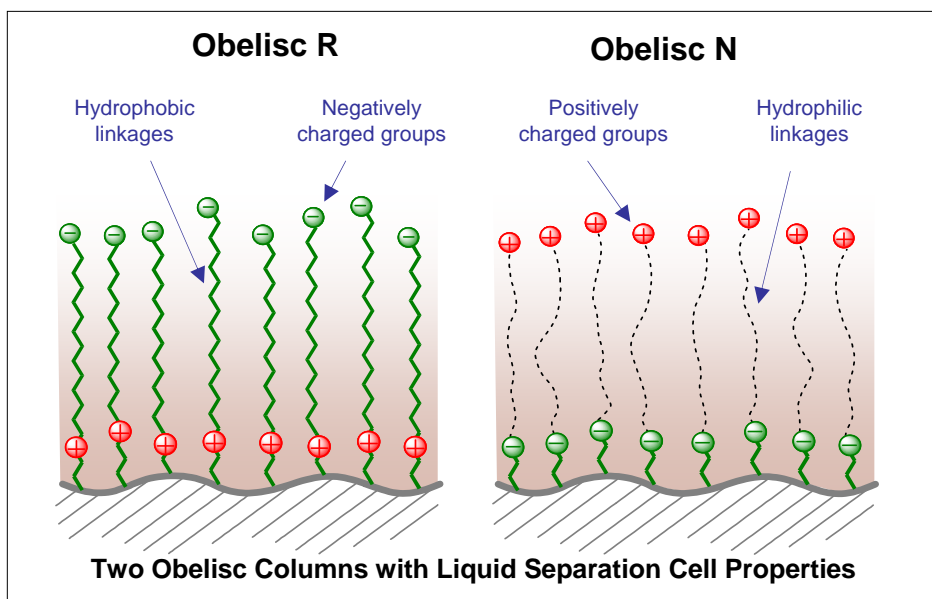 Obelisc R
Obelisc N
Hydrophobic
linkages
Negatively
charged groups
Positively
charged groups
Hydrophilic
linkages
Two Obelisc Columns with Liquid Separation Cell Properties